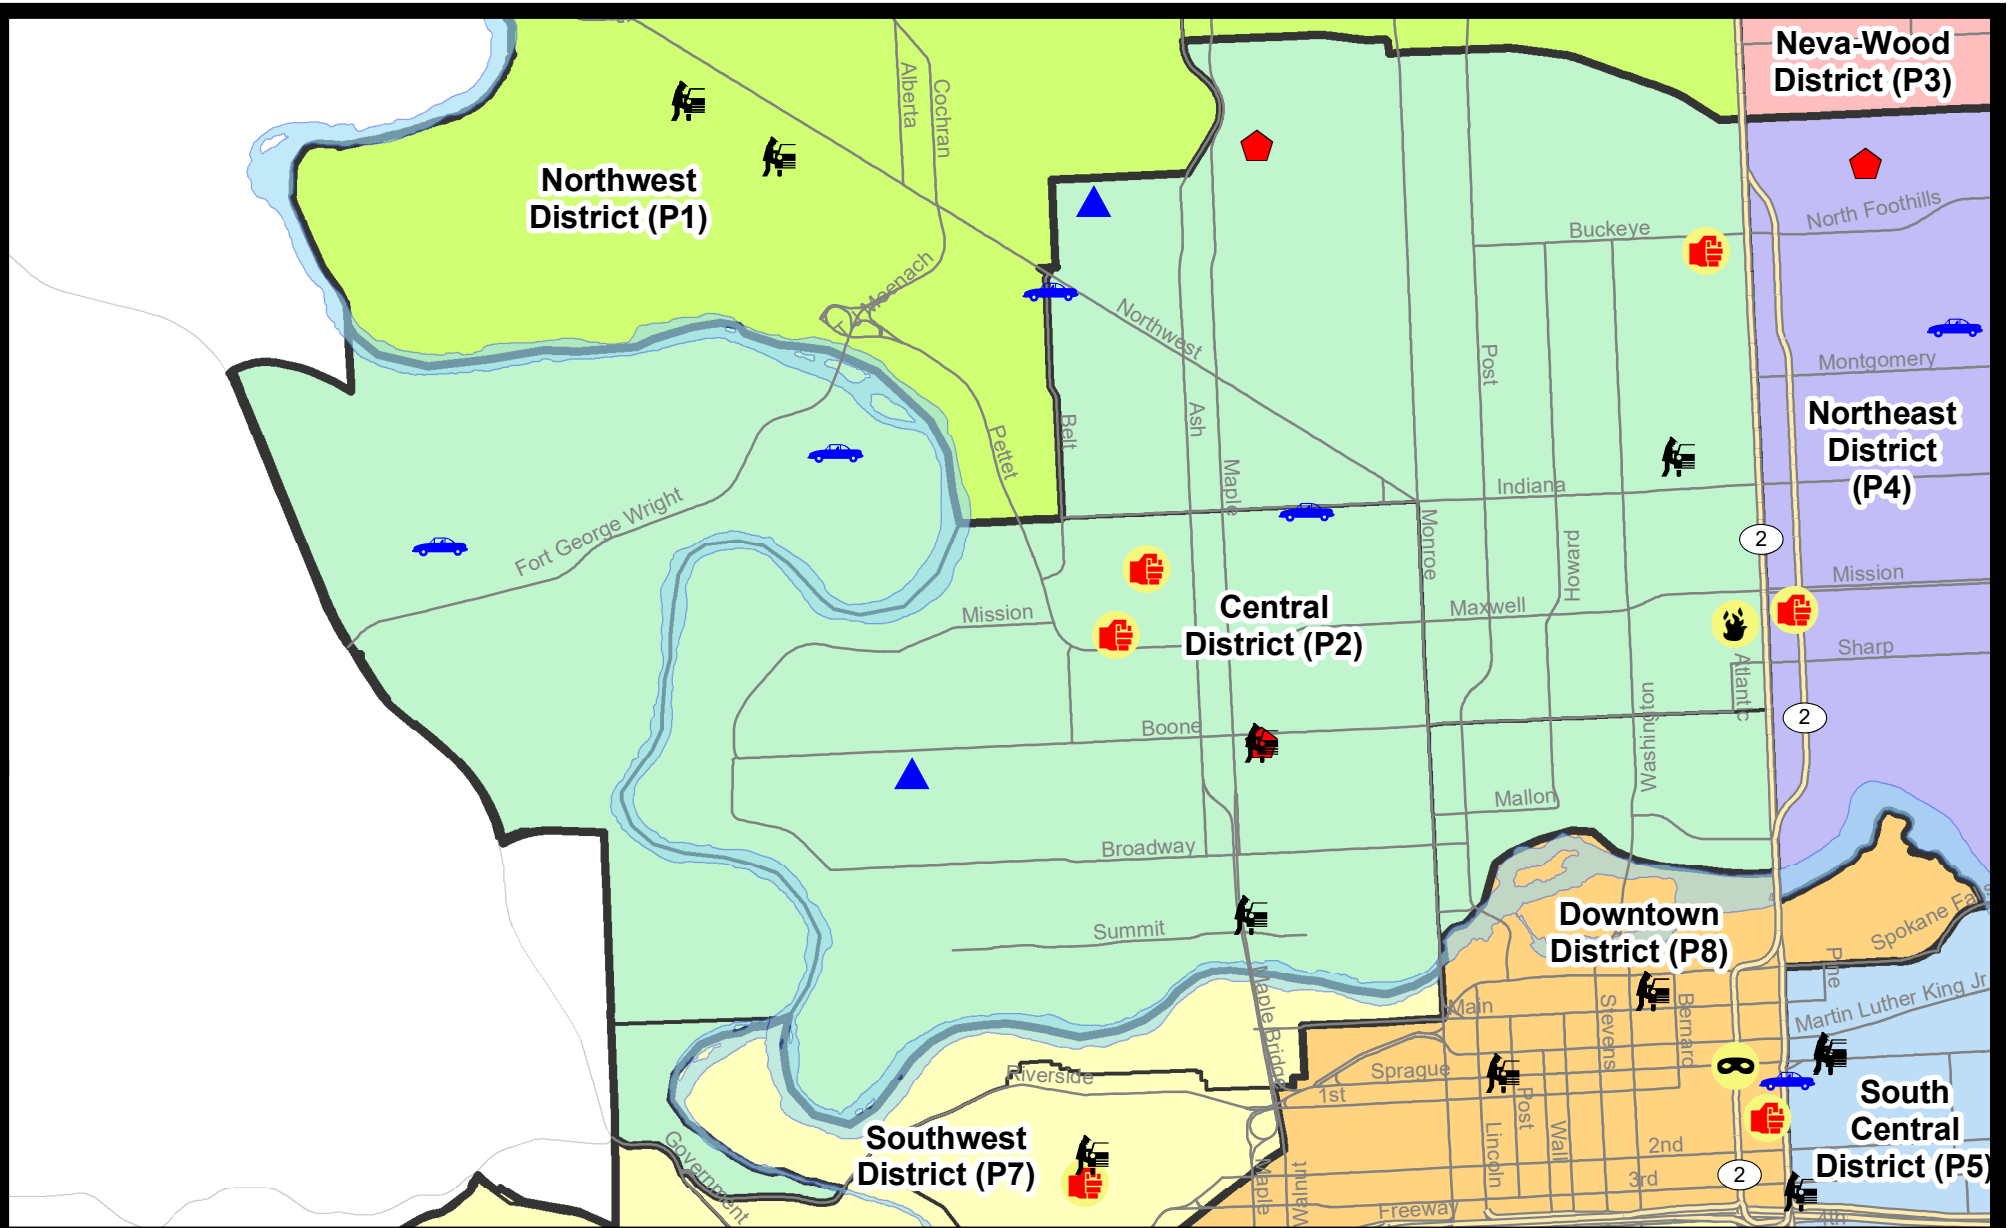 Neva-Wood
District (P3)
Alberta
Cochran
Northwest
District (P1)
North Foothills
Buckeye
T J Meenach
Northwest
Post
Montgomery
Northeast
District
(P4)
Belt
Ash
Pettet
Maple
Indiana
Fort George Wright
Monroe
Howard
2
Mission
Central
District (P2)
Mission
Maxwell
Sharp
Atlantic
Washington
2
Boone
Mallon
Broadway
Downtown
District (P8)
Summit
Spokane Fa
Pine
Maple Bridge
Main
Stevens
Bernard
Martin Luther King Jr
Riverside
Sprague
1st
Post
South
Central
District (P5)
Southwest
District (P7)
Government
Lincoln
Wall
2nd
3rd
2
Maple
Walnut
Freeway
4th